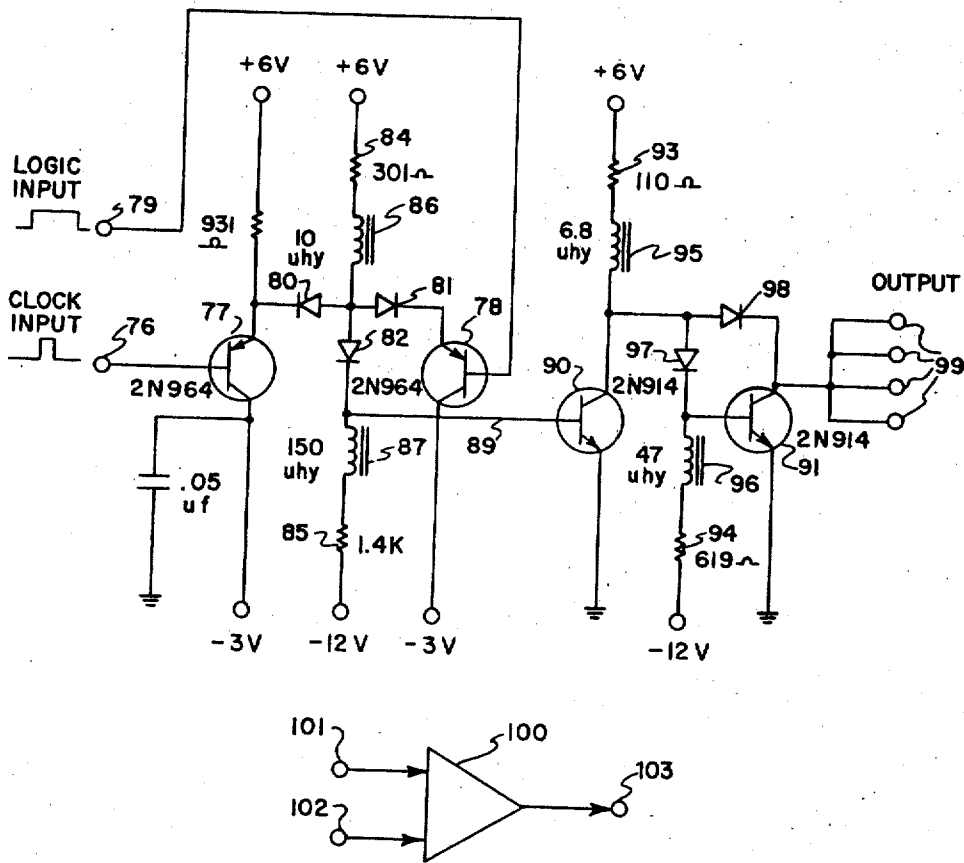 +6V +6V +6V
84
301Ω
93
110Ω
LOGIC
INPUT
79
931
Ω
86
10
uhy
6.8
uhy
95
80
81
98
OUTPUT
CLOCK
INPUT
76
77
82
78
97
99
2N964
2N964
90
2N914
2N914
91
150
uhy
87
89
47
uhy
96
.05
uf
85
1.4K
94
619Ω
-3V
-12V
-3V
-12V
101
100
103
102